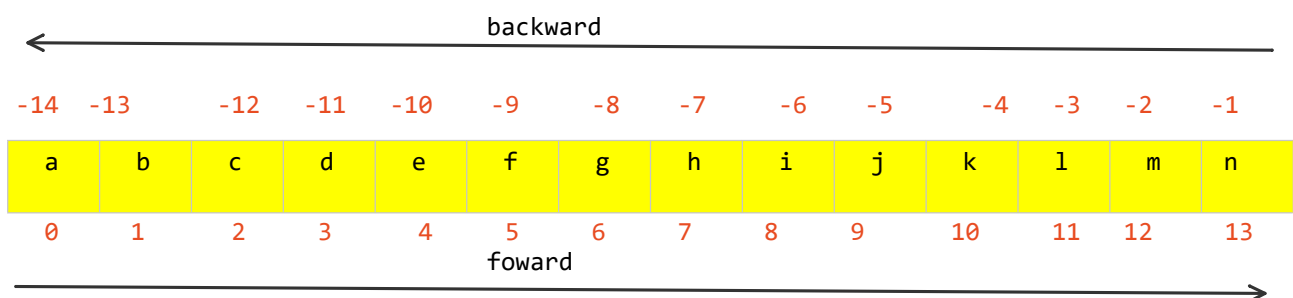 backward
-14 -13 -12 -11 -10 -9 -8 -7 -6 -5 -4 -3 -2 -1
a b c d e f g h i j k l m n
0 1 2 3 4 5 6 7 8 9 10 11 12 13
foward